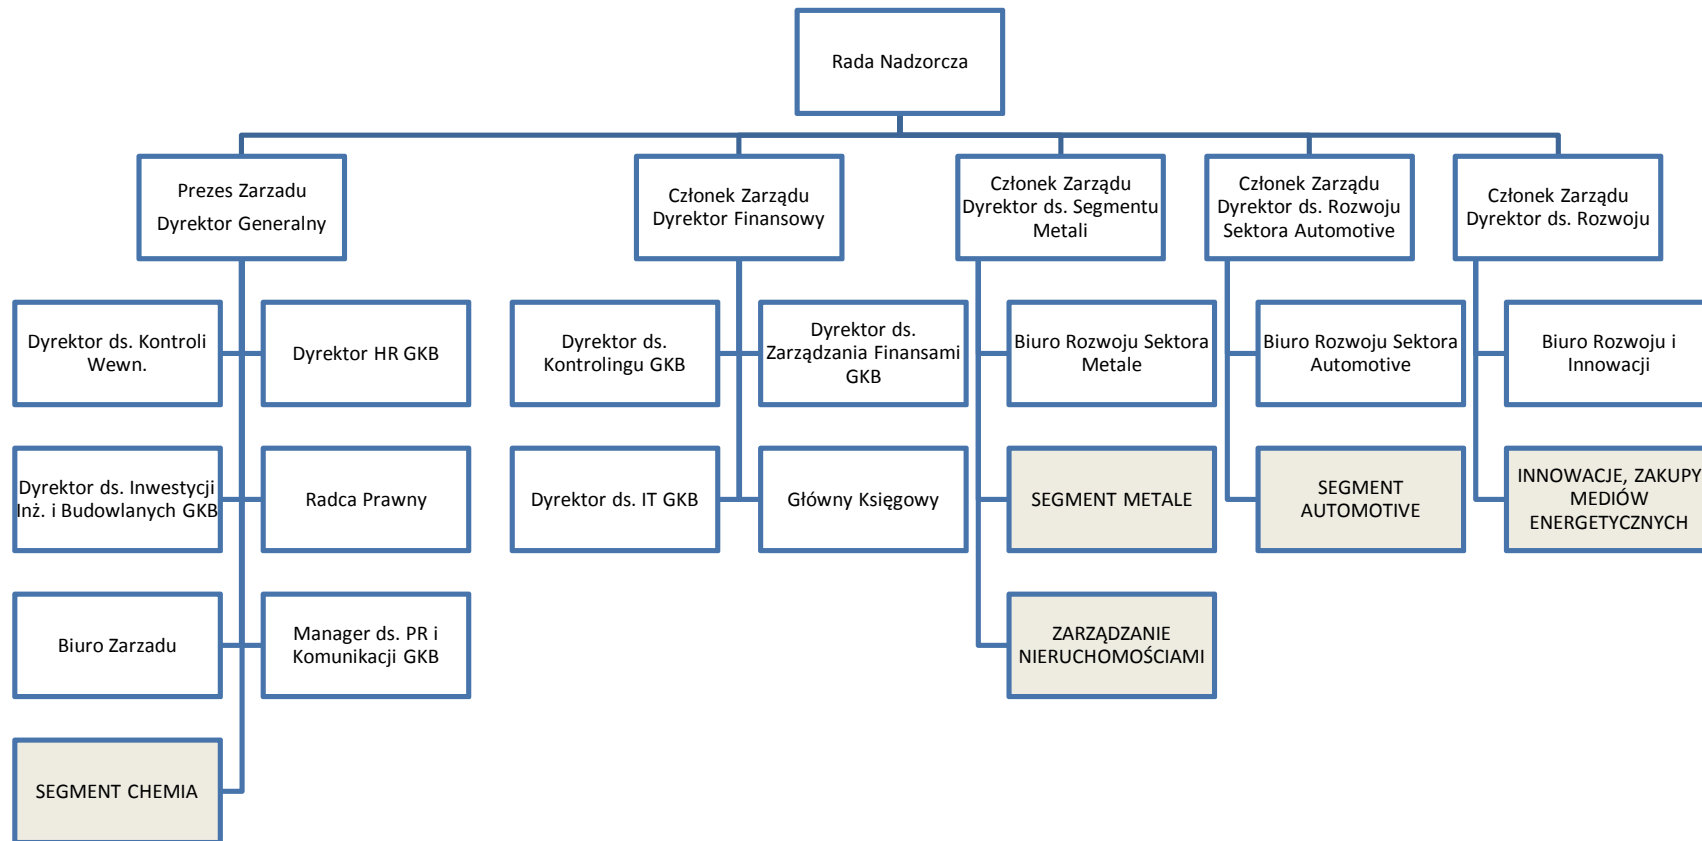 Rada Nadzorcza
Prezes Zarzadu
Dyrektor Generalny
Członek Zarządu
Dyrektor Finansowy
Członek Zarządu
Dyrektor ds. Segmentu
Metali
Członek Zarządu
Dyrektor ds. Rozwoju
Sektora Automotive
Członek Zarządu
Dyrektor ds. Rozwoju
Dyrektor ds. Kontroli
Wewn.
Dyrektor HR GKB
Dyrektor ds.
Kontrolingu GKB
Dyrektor ds.
Zarządzania Finansami
GKB
Biuro Rozwoju Sektora
Metale
Biuro Rozwoju Sektora
Automotive
Biuro Rozwoju i
Innowacji
Dyrektor ds. Inwestycji
Inż. i Budowlanych GKB
Radca Prawny
Dyrektor ds. IT GKB
Główny Księgowy
SEGMENT METALE
SEGMENT
AUTOMOTIVE
INNOWACJE, ZAKUPY
MEDIÓW
ENERGETYCZNYCH
Biuro Zarzadu
Manager ds. PR i
Komunikacji GKB
ZARZĄDZANIE
NIERUCHOMOŚCIAMI
SEGMENT CHEMIA